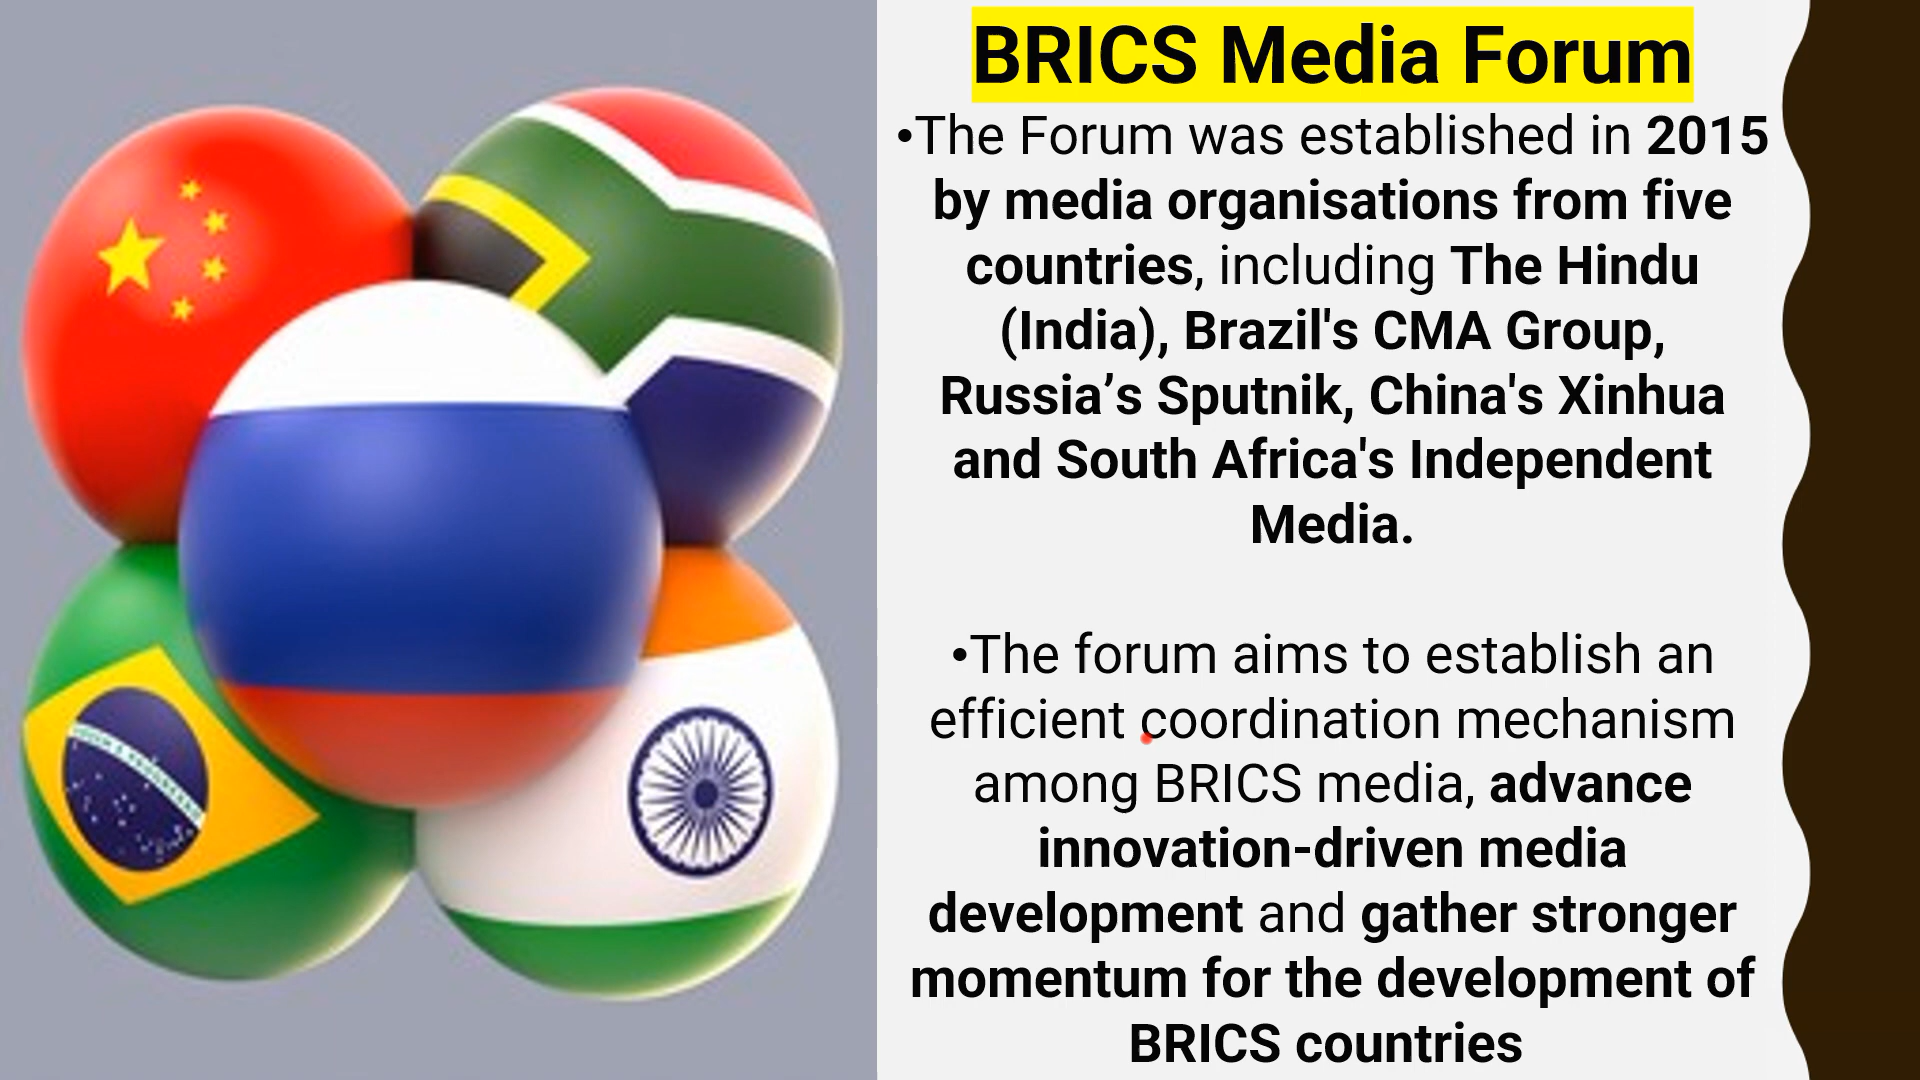 BRICS Media Forum
•The Forum was established in 2015
by media organisations from five
countries, including The Hindu
(India), Brazil's CMA Group,
Russia’s Sputnik, China's Xinhua
and South Africa's Independent
Media.
•The forum aims to establish an
efficient coordination mechanism
among BRICS media, advance
innovation-driven media
development and gather stronger
momentum for the development of
BRICS countries